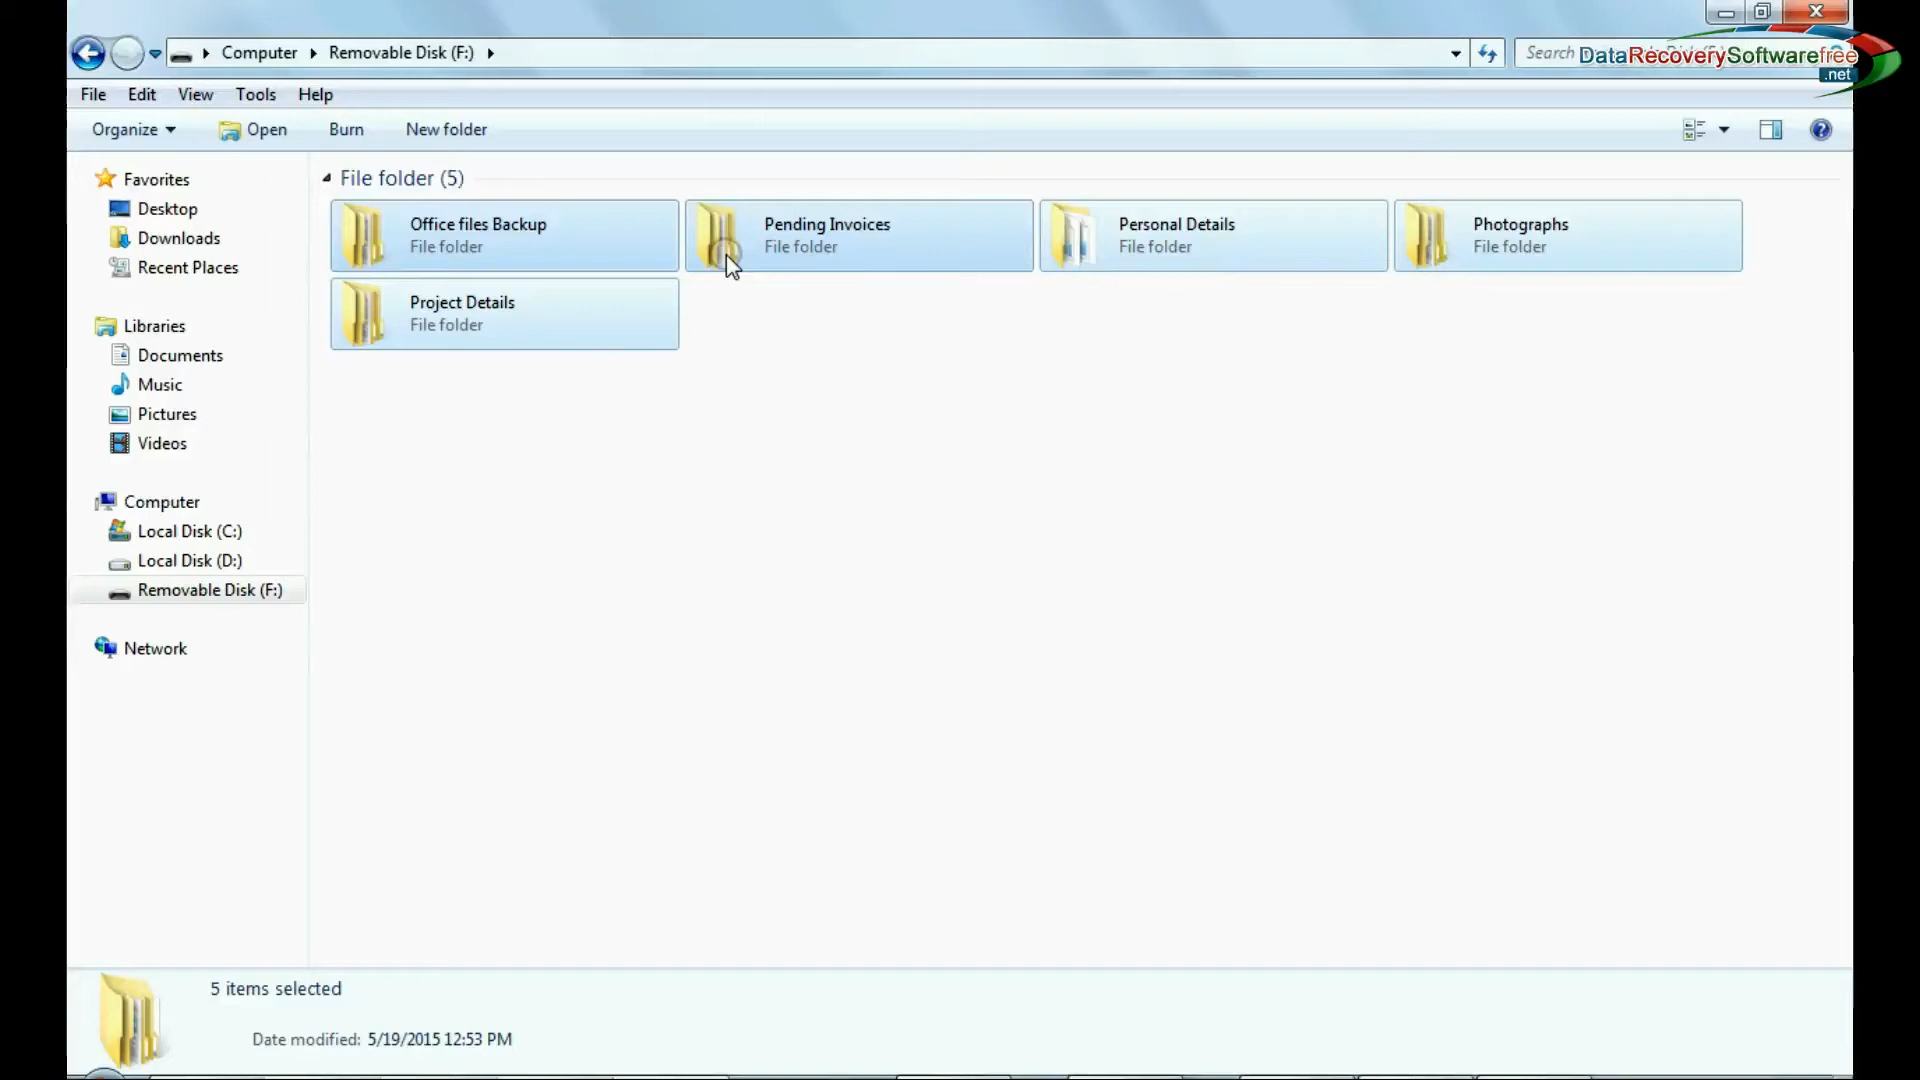 Computer Removable Disk (F:)
Search
DataRecoverySoftwarefree
.net
File Edit View Tools Help
Organize Open Burn New folder
Favorites
Desktop
Downloads
Recent Places
Libraries
Documents
Music
Pictures
Videos
Computer
Local Disk (C:)
Local Disk (D:)
Removable Disk (F:)
Network
File folder (5)
Office files Backup
File folder
Pending Invoices
File folder
Personal Details
File folder
Photographs
File folder
Project Details
File folder
5 items selected
Date modified: 5/19/2015 12:53 PM